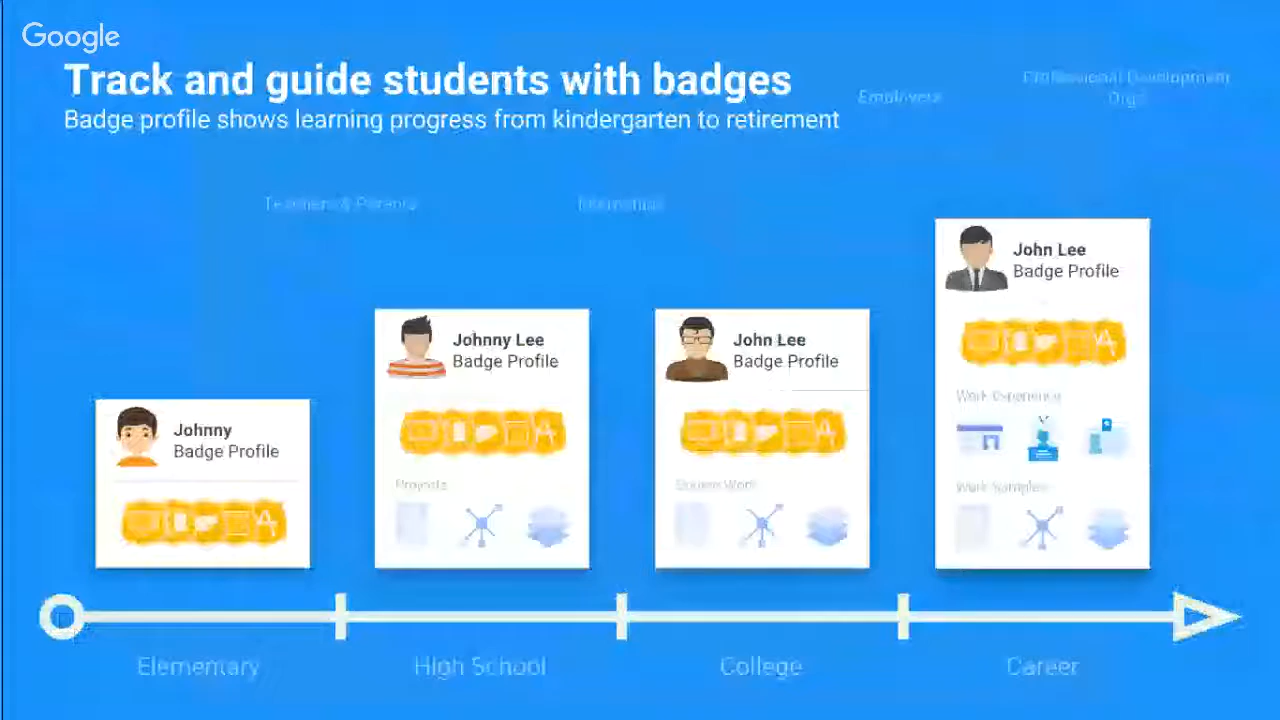 Google
Track and guide students with badges
Badge profile shows learning progress from kindergarten to retirement
Employers
Professional Development
Orgs
Teachers & Parents
Internships
John Lee
Badge Profile
Johnny Lee
Badge Profile
John Lee
Badge Profile
Work Experience
Johnny
Badge Profile
Projects
Course Work
Work Samples
Elementary
High School
College
Career